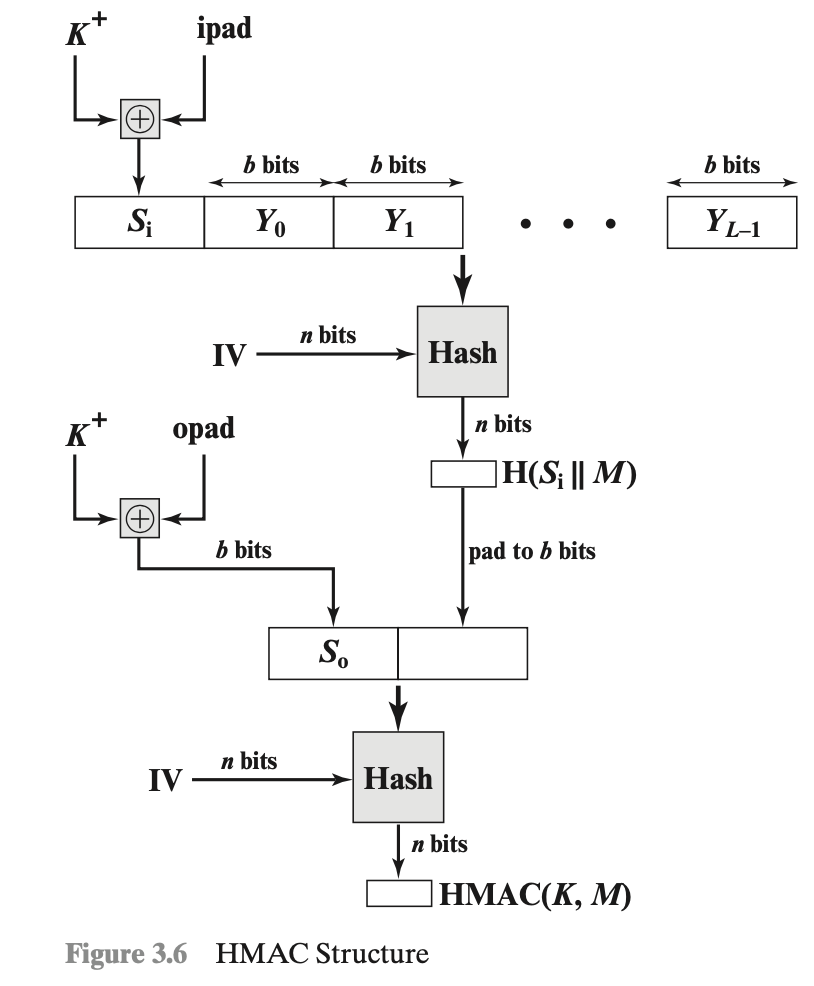 K+ ipad
b bits b bits b bits
Si Y0 Y1 • • • YL–1
IV n bits Hash
n bits
K+ opad
H(Si || M)
b bits pad to b bits
So
n bits
IV Hash
n bits
HMAC(K, M)
Figure 3.6 HMAC Structure